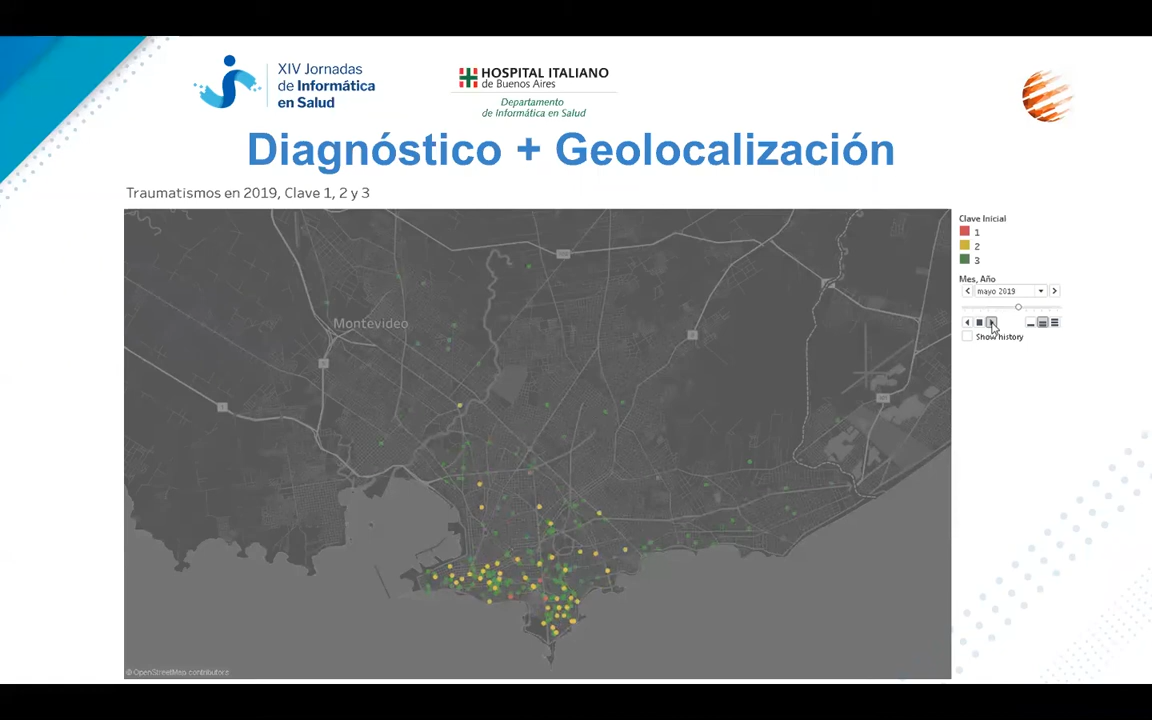 XIV Jornadas
de Informática
en Salud
HOSPITAL ITALIANO
de Buenos Aires
Departamento
de Informática en Salud
Diagnóstico + Geolocalización
Traumatismos en 2019, Clave 1, 2 y 3
Montevideo
© OpenStreetMap contributors
Clave Inicial
1
2
3
Mes, Año
mayo 2019
Show history